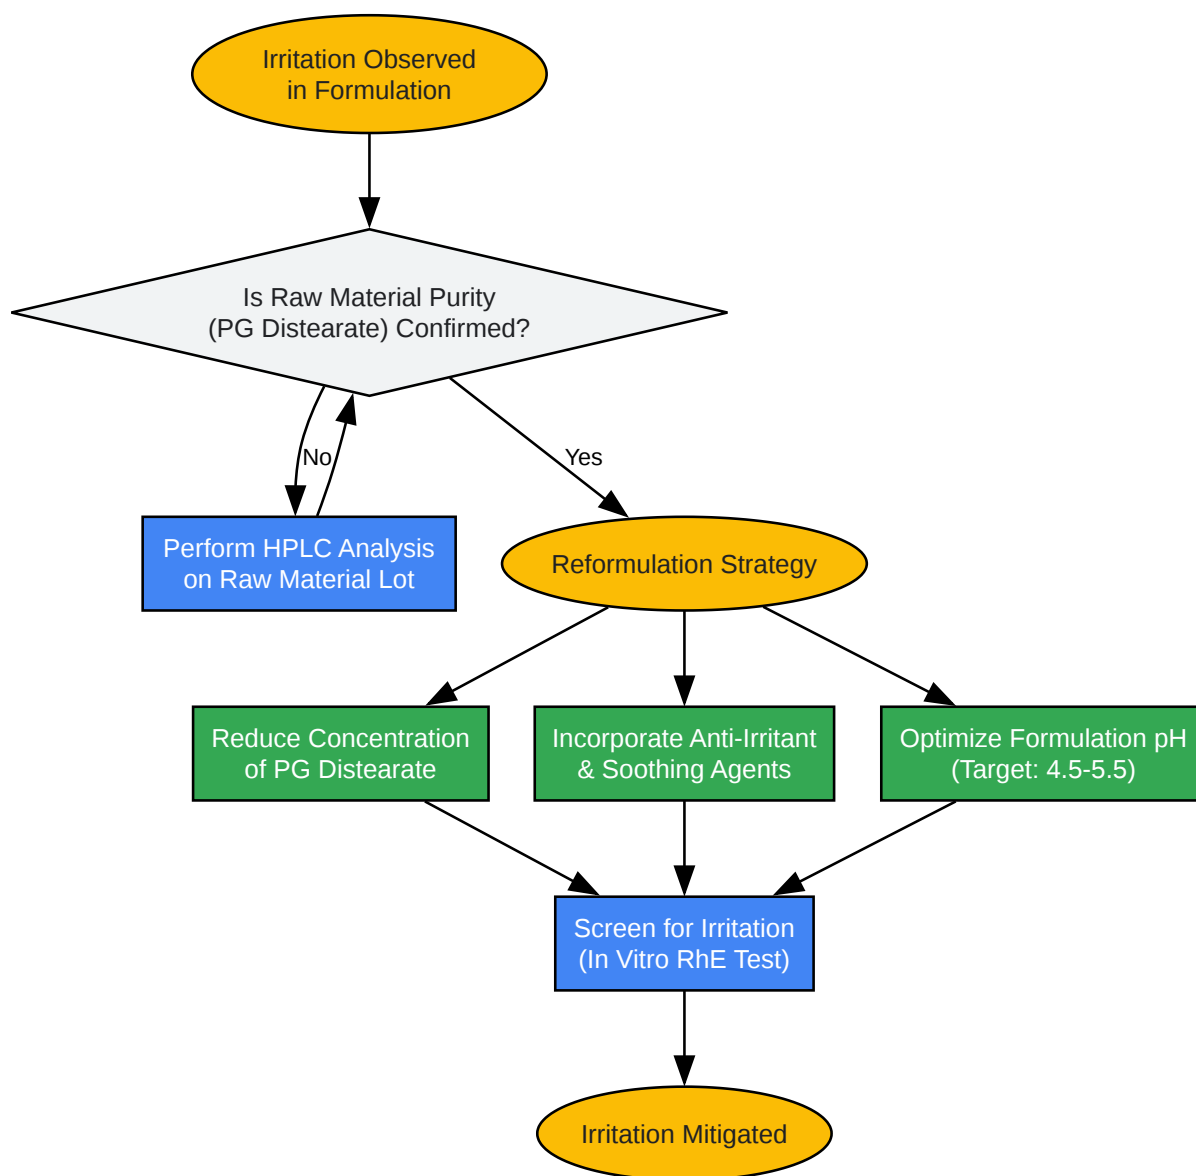 Irritation Observed
in Formulation
Is Raw Material Purity
(PG Distearate) Confirmed?
No
Yes
Perform HPLC Analysis
on Raw Material Lot
Reformulation Strategy
Reduce Concentration
of PG Distearate
Incorporate Anti-Irritant
& Soothing Agents
Optimize Formulation pH
(Target: 4.5-5.5)
Screen for Irritation
(In Vitro RhE Test)
Irritation Mitigated